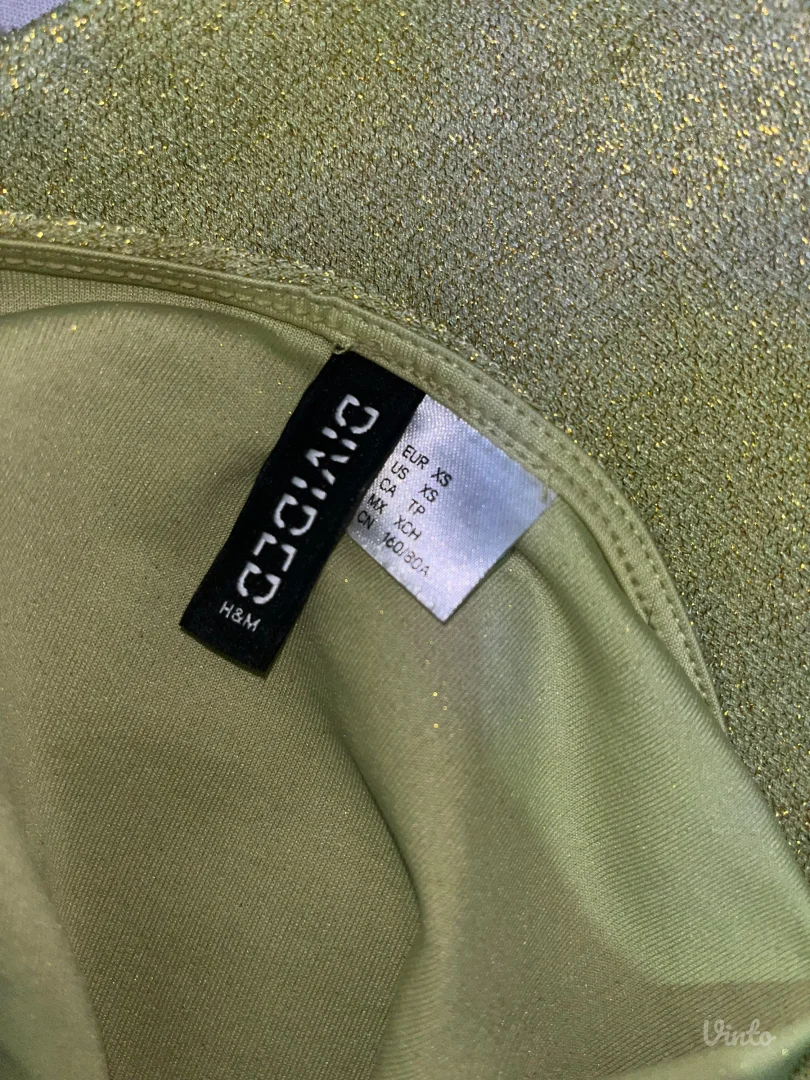 DIVIDED
H&M
EUR XS
US XS
CA TP
MX XCH
CN 160/80A
Vinto